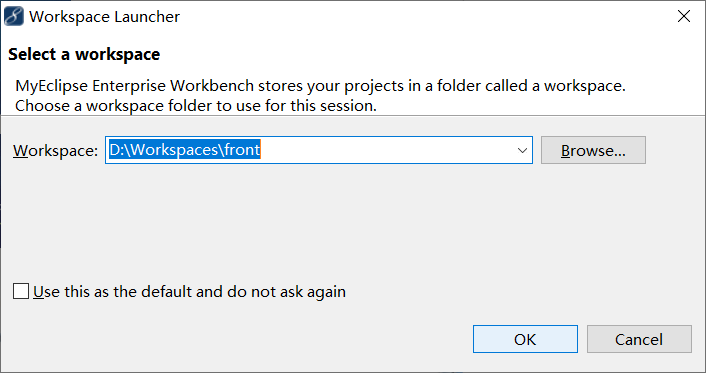 Workspace Launcher
Select a workspace
MyEclipse Enterprise Workbench stores your projects in a folder called a workspace.
Choose a workspace folder to use for this session.
Workspace: D:\Workspaces\front Browse...
Use this as the default and do not ask again
OK Cancel